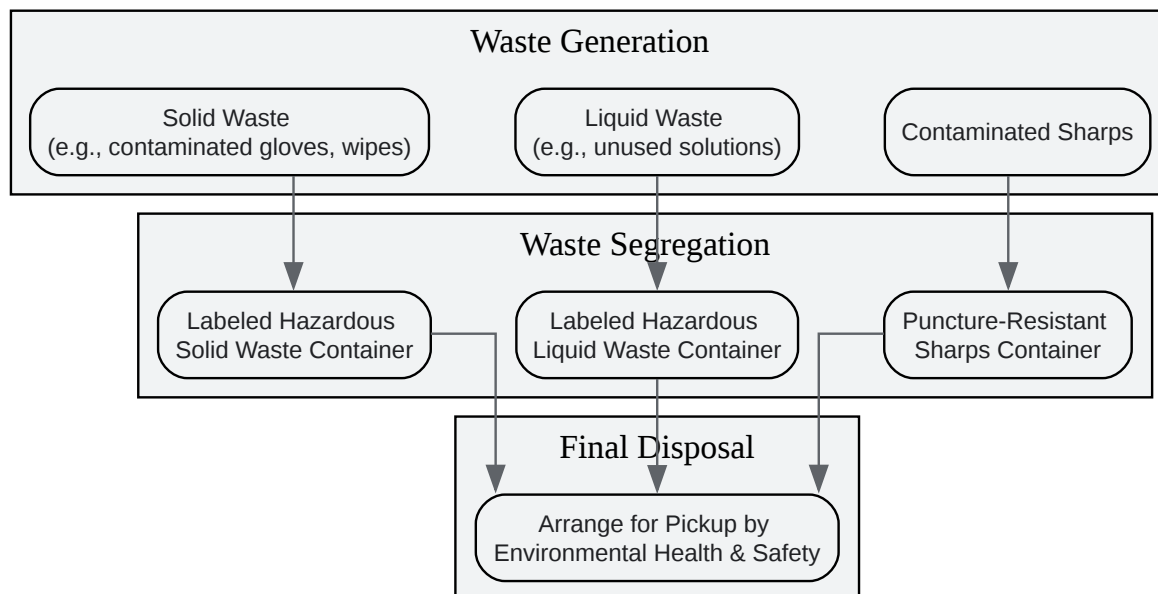 Waste Generation
Solid Waste
(e.g., contaminated gloves, wipes)
Liquid Waste
(e.g., unused solutions)
Contaminated Sharps
Waste Segregation
Labeled Hazardous
Solid Waste Container
Labeled Hazardous
Liquid Waste Container
Puncture-Resistant
Sharps Container
Final Disposal
Arrange for Pickup by
Environmental Health & Safety